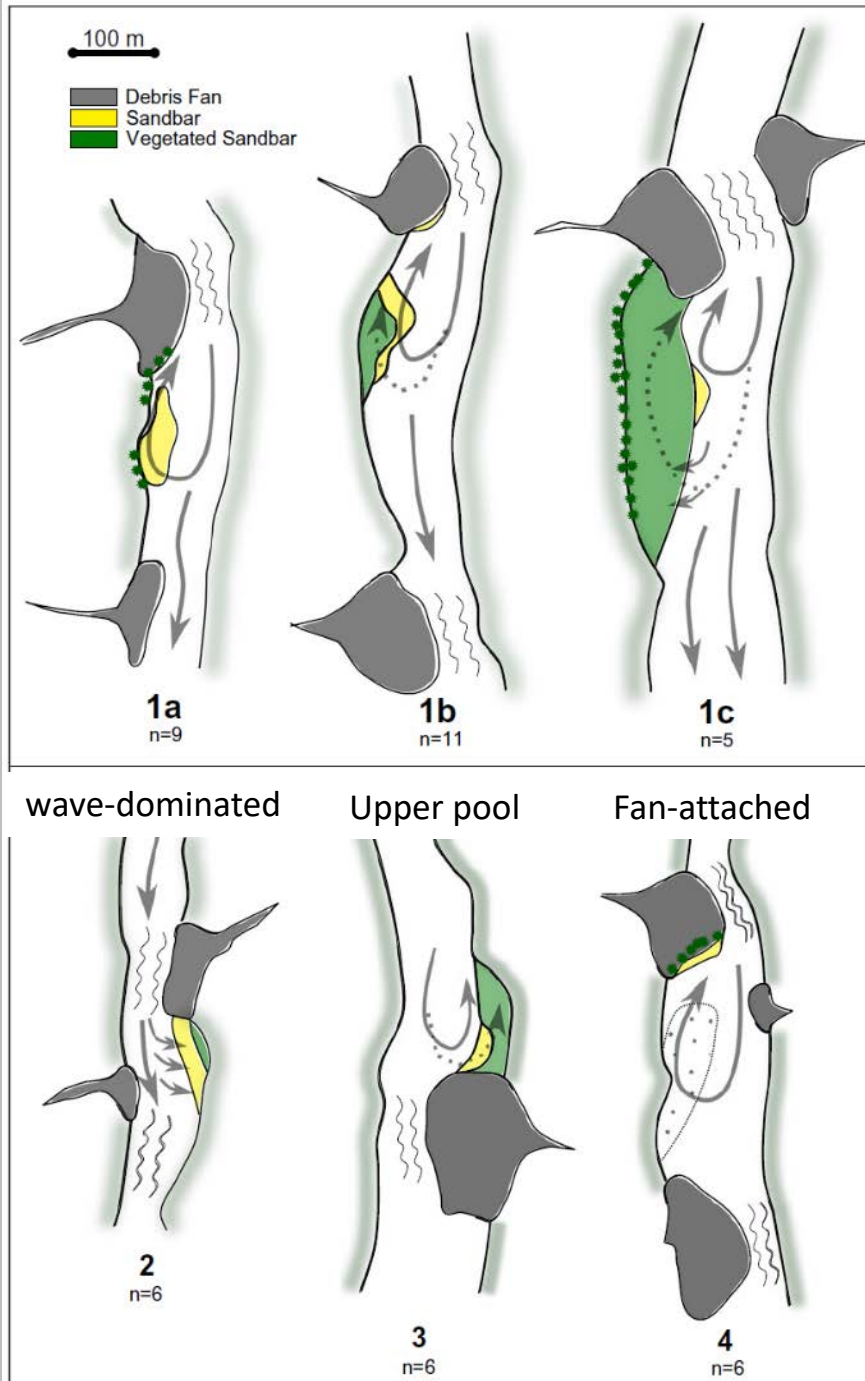 100 m
Debris Fan
Sandbar
Vegetated Sandbar
1a
n=9
1b
n=11
1c
n=5
wave-dominated
Upper pool
Fan-attached
2
n=6
3
n=6
4
n=6